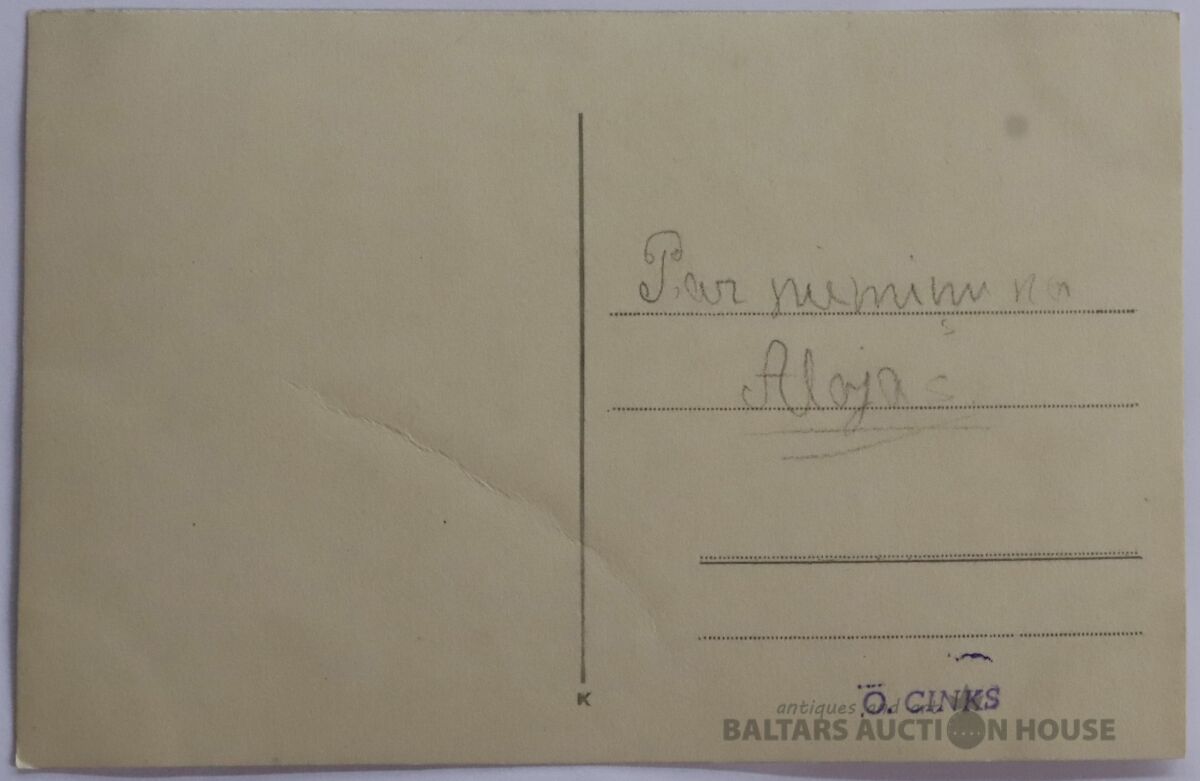 Par piemiņu no
Alojas
K
O. CINKS
antiques and art
BALTARS AUCTION HOUSE